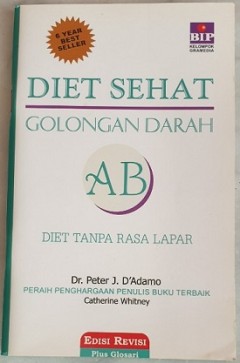 6 YEAR
BEST
SELLER
BIP
KELOMPOK
GRAMEDIA
DIET SEHAT
GOLONGAN DARAH
AB
DIET TANPA RASA LAPAR
Dr. Peter J. D'Adamo
PERAIH PENGHARGAAN PENULIS BUKU TERBAIK
Catherine Whitney
EDISI REVISI
Plus Glosari